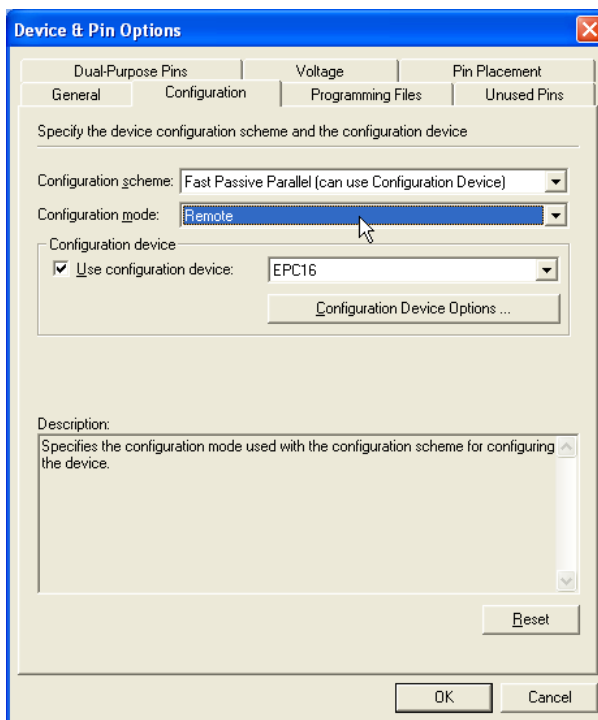 Device & Pin Options
Dual-Purpose Pins Voltage Pin Placement
General Configuration Programming Files Unused Pins
Specify the device configuration scheme and the configuration device
Configuration scheme: Fast Passive Parallel (can use Configuration Device)
Configuration mode: Remote
Configuration device
Use configuration device: EPC16
Configuration Device Options ...
Description:
Specifies the configuration mode used with the configuration scheme for configuring
the device.
Reset
OK Cancel